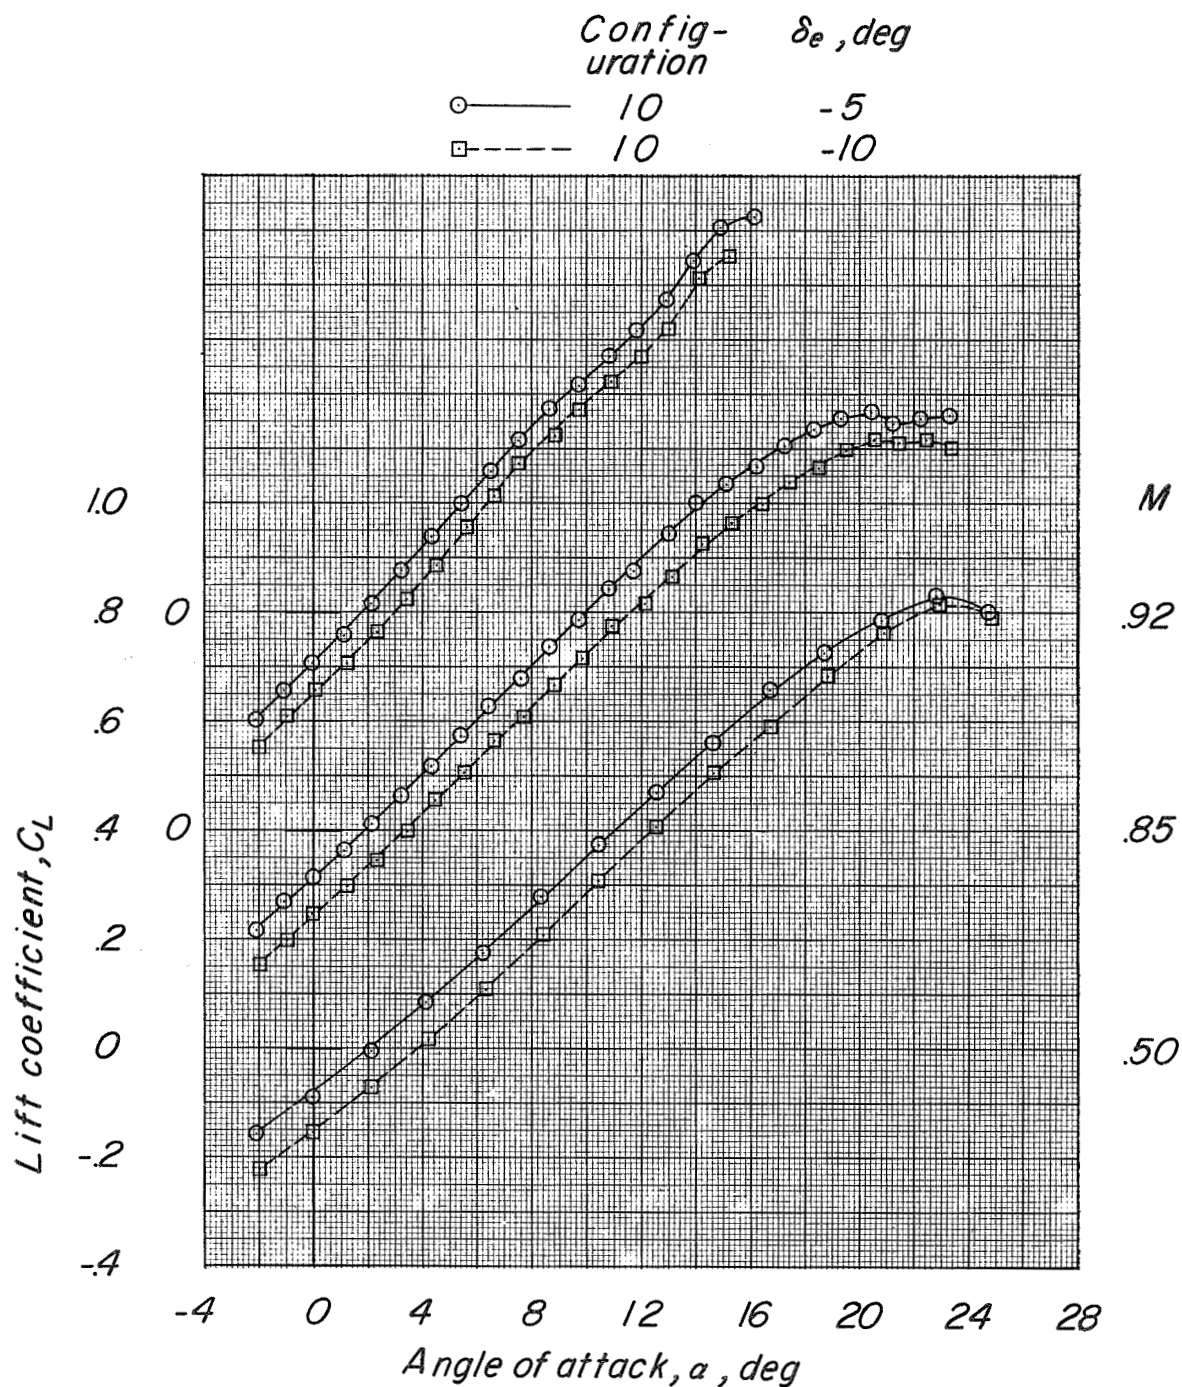 Config- δe, deg
uration
10 -5
10 -10
1.0 M
.8 0 .92
.6
.4 0 .85
.2
0 .50
-.2
-.4
Lift coefficient, CL
-4 0 4 8 12 16 20 24 28
Angle of attack, α, deg